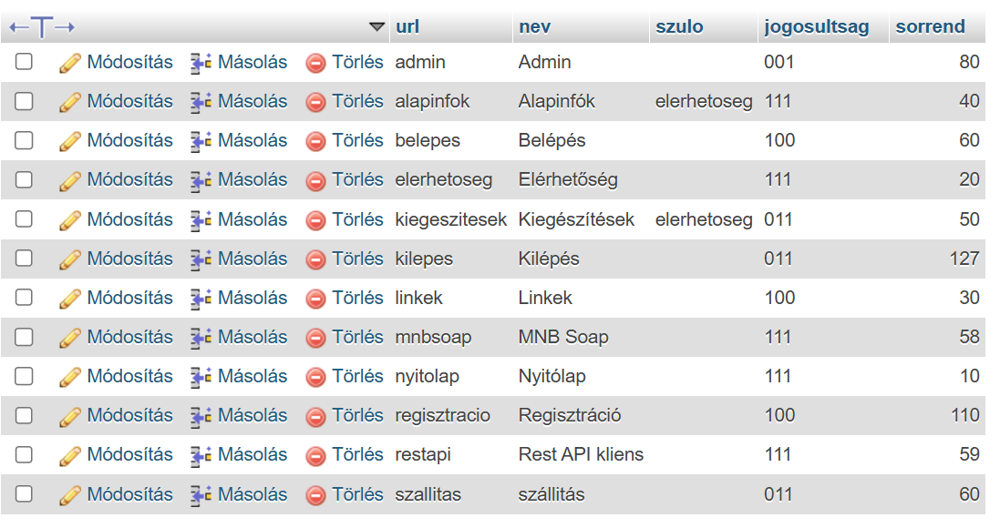 url nev szulo jogosultsag sorrend
Módosítás Másolás Törlés admin Admin 001 80
Módosítás Másolás Törlés alapinfok Alapinfók elerhetoseg 111 40
Módosítás Másolás Törlés belepes Belépés 100 60
Módosítás Másolás Törlés elerhetoseg Elérhetőség 111 20
Módosítás Másolás Törlés kiegeszitesek Kiegészítések elerhetoseg 011 50
Módosítás Másolás Törlés kilepes Kilépés 011 127
Módosítás Másolás Törlés linkek Linkek 100 30
Módosítás Másolás Törlés mnbsoap MNB Soap 111 58
Módosítás Másolás Törlés nyitolap Nyitólap 111 10
Módosítás Másolás Törlés regisztracio Regisztráció 100 110
Módosítás Másolás Törlés restapi Rest API kliens 111 59
Módosítás Másolás Törlés szallitas szállítás 011 60